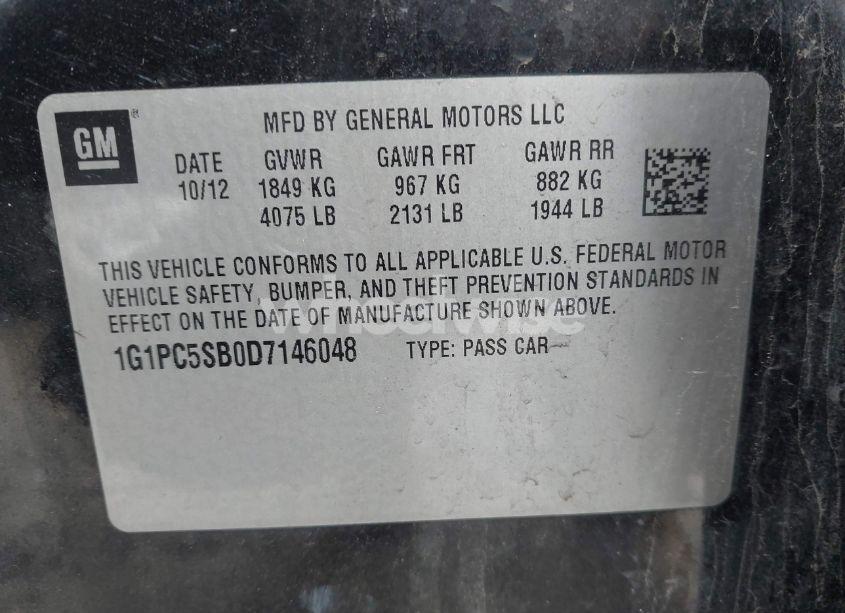 GM
MFD BY GENERAL MOTORS LLC
DATE GVWR GAWR FRT GAWR RR
10/12 1849 KG 967 KG 882 KG
4075 LB 2131 LB 1944 LB
THIS VEHICLE CONFORMS TO ALL APPLICABLE U.S. FEDERAL MOTOR
VEHICLE SAFETY, BUMPER, AND THEFT PREVENTION STANDARDS IN
EFFECT ON THE DATE OF MANUFACTURE SHOWN ABOVE.
wheelwise
1G1PC5SB0D7146048 TYPE: PASS CAR